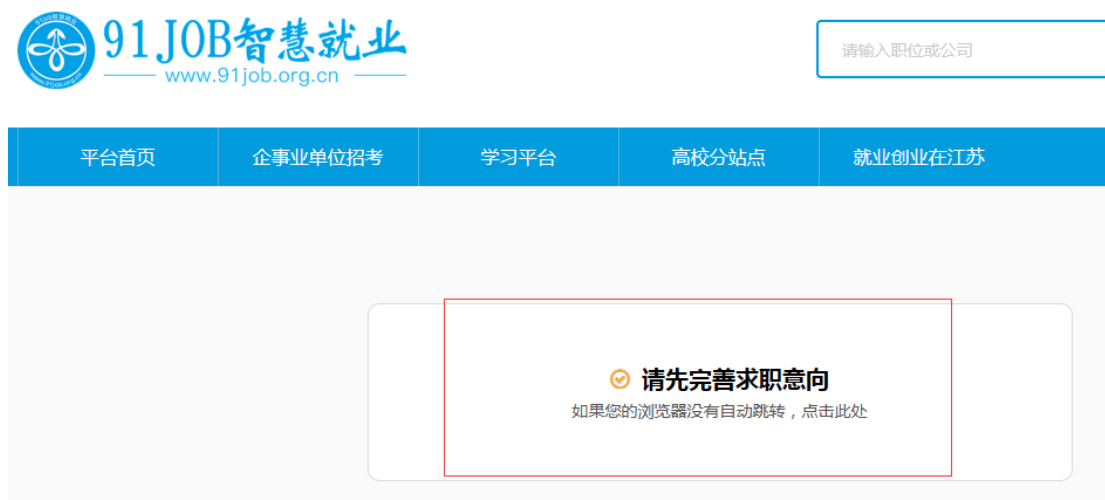 91JOB智慧就业
www.91job.org.cn
请输入职位或公司
平台首页
企事业单位招考
学习平台
高校分站点
就业创业在江苏
请先完善求职意向
如果您的浏览器没有自动跳转，点击此处